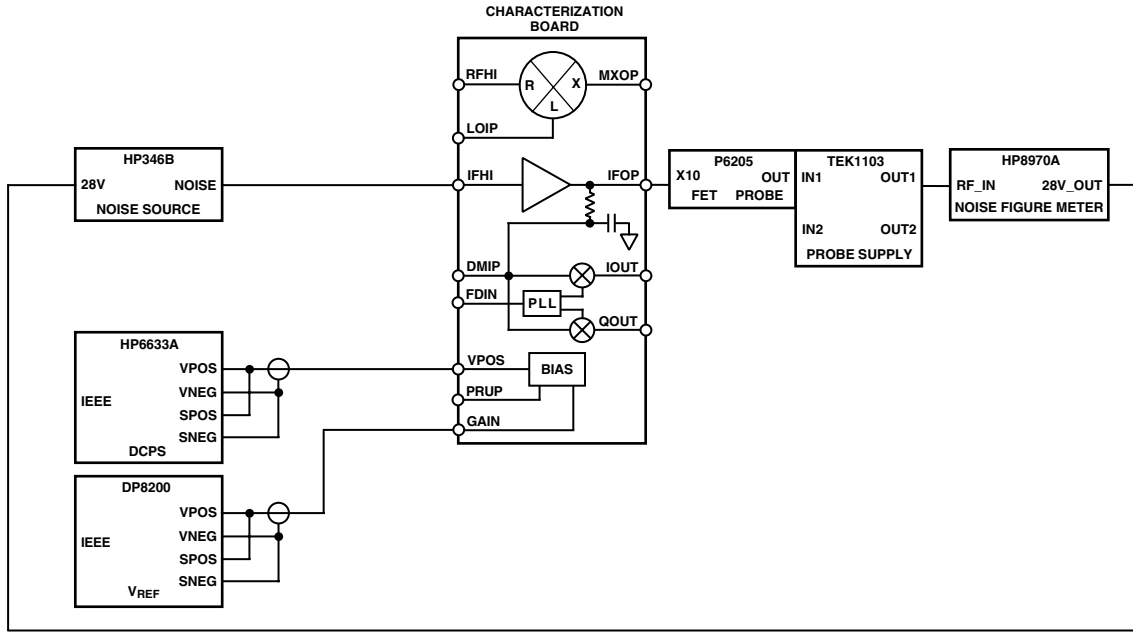 CHARACTERIZATION
BOARD
RFHI
R
X
L
MXOP
LOIP
HP346B
28V
NOISE
NOISE SOURCE
IFHI
IFOP
P6205
X10
OUT
FET PROBE
TEK1103
IN1
OUT1
IN2
OUT2
PROBE SUPPLY
HP8970A
RF_IN
28V_OUT
NOISE FIGURE METER
DMIP
IOUT
FDIN
PLL
QOUT
HP6633A
VPOS
IEEE
VNEG
SPOS
SNEG
DCPS
VPOS
BIAS
PRUP
GAIN
DP8200
VPOS
IEEE
VNEG
SPOS
SNEG
VREF